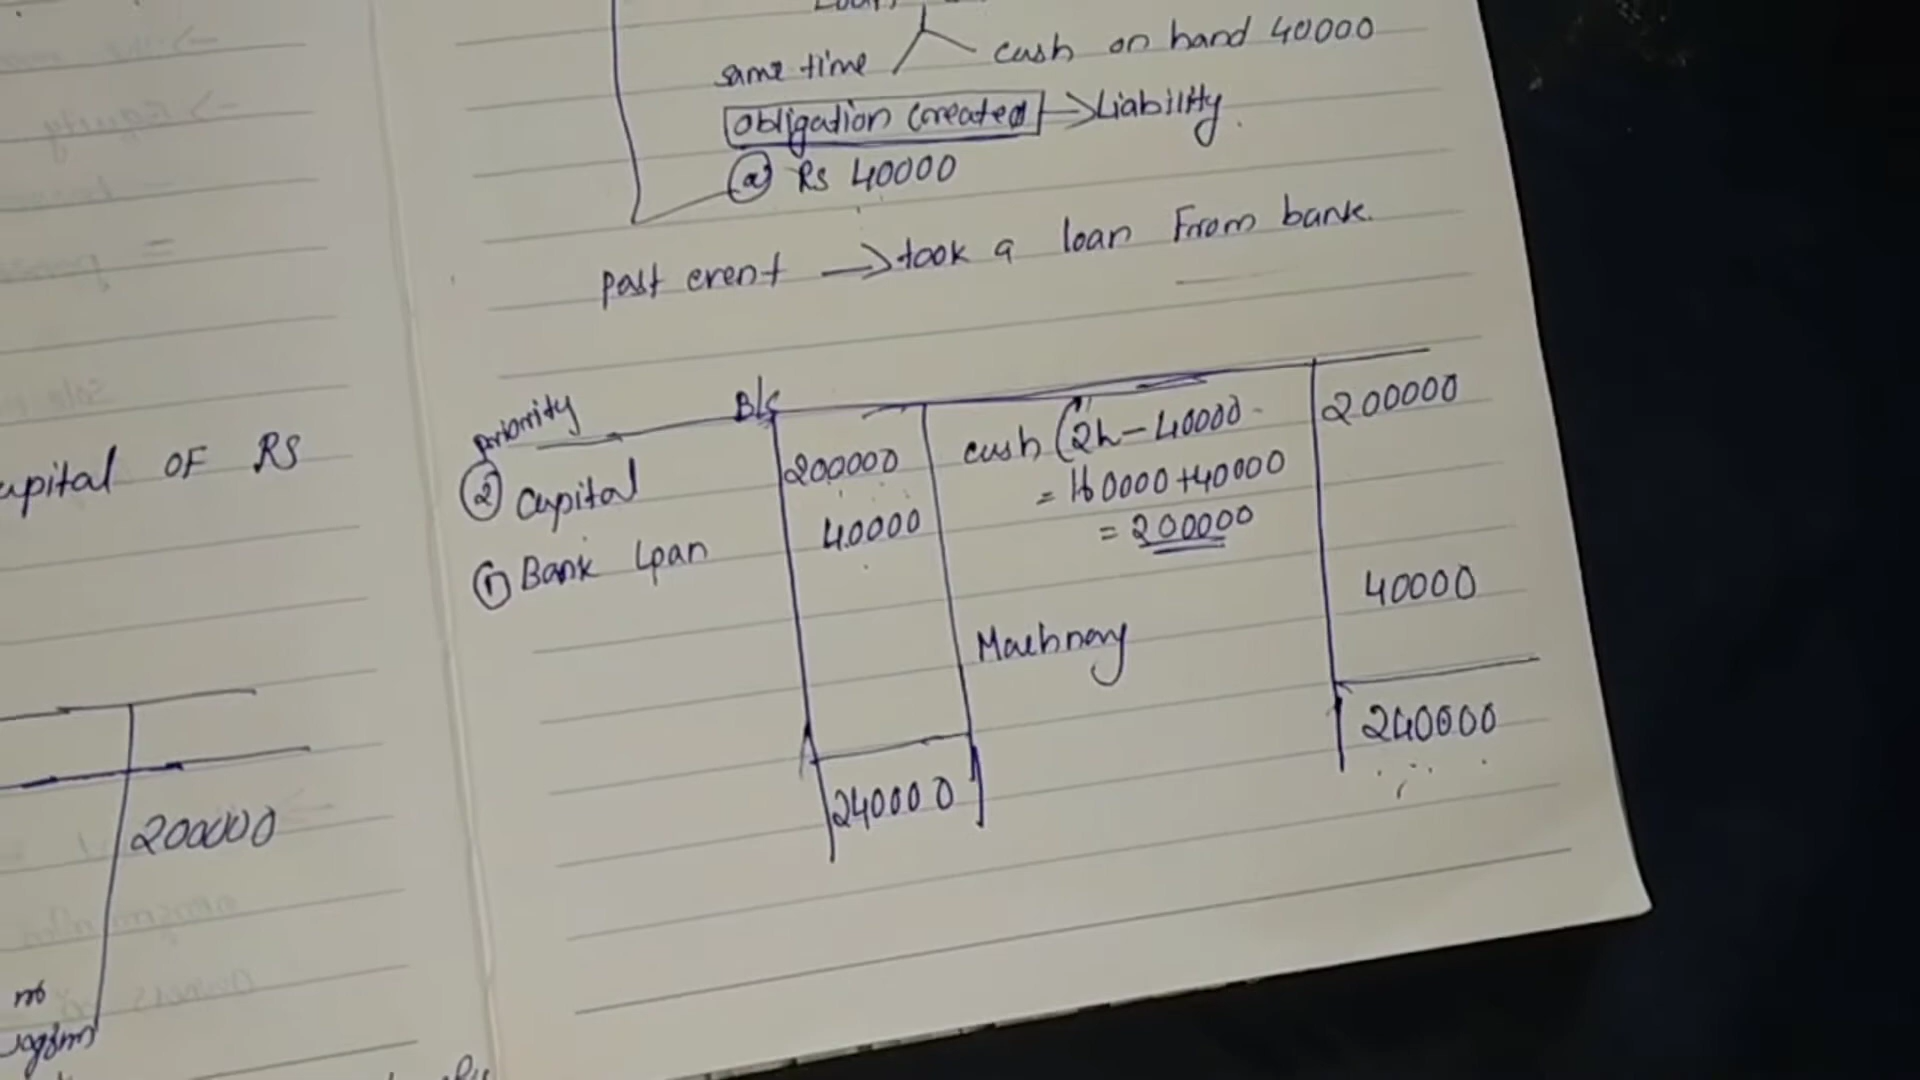 same time cash on hand 40000
obligation created → Liability.
@ Rs 40000
past event → took a loan From bank.
priority B/s
② Capital 200000 cash (2L - 40000 200000
= 160000 + 40000
= 200000
① Bank Loan 40000
40000
Machnary
240000 240000
capital OF RS
200000